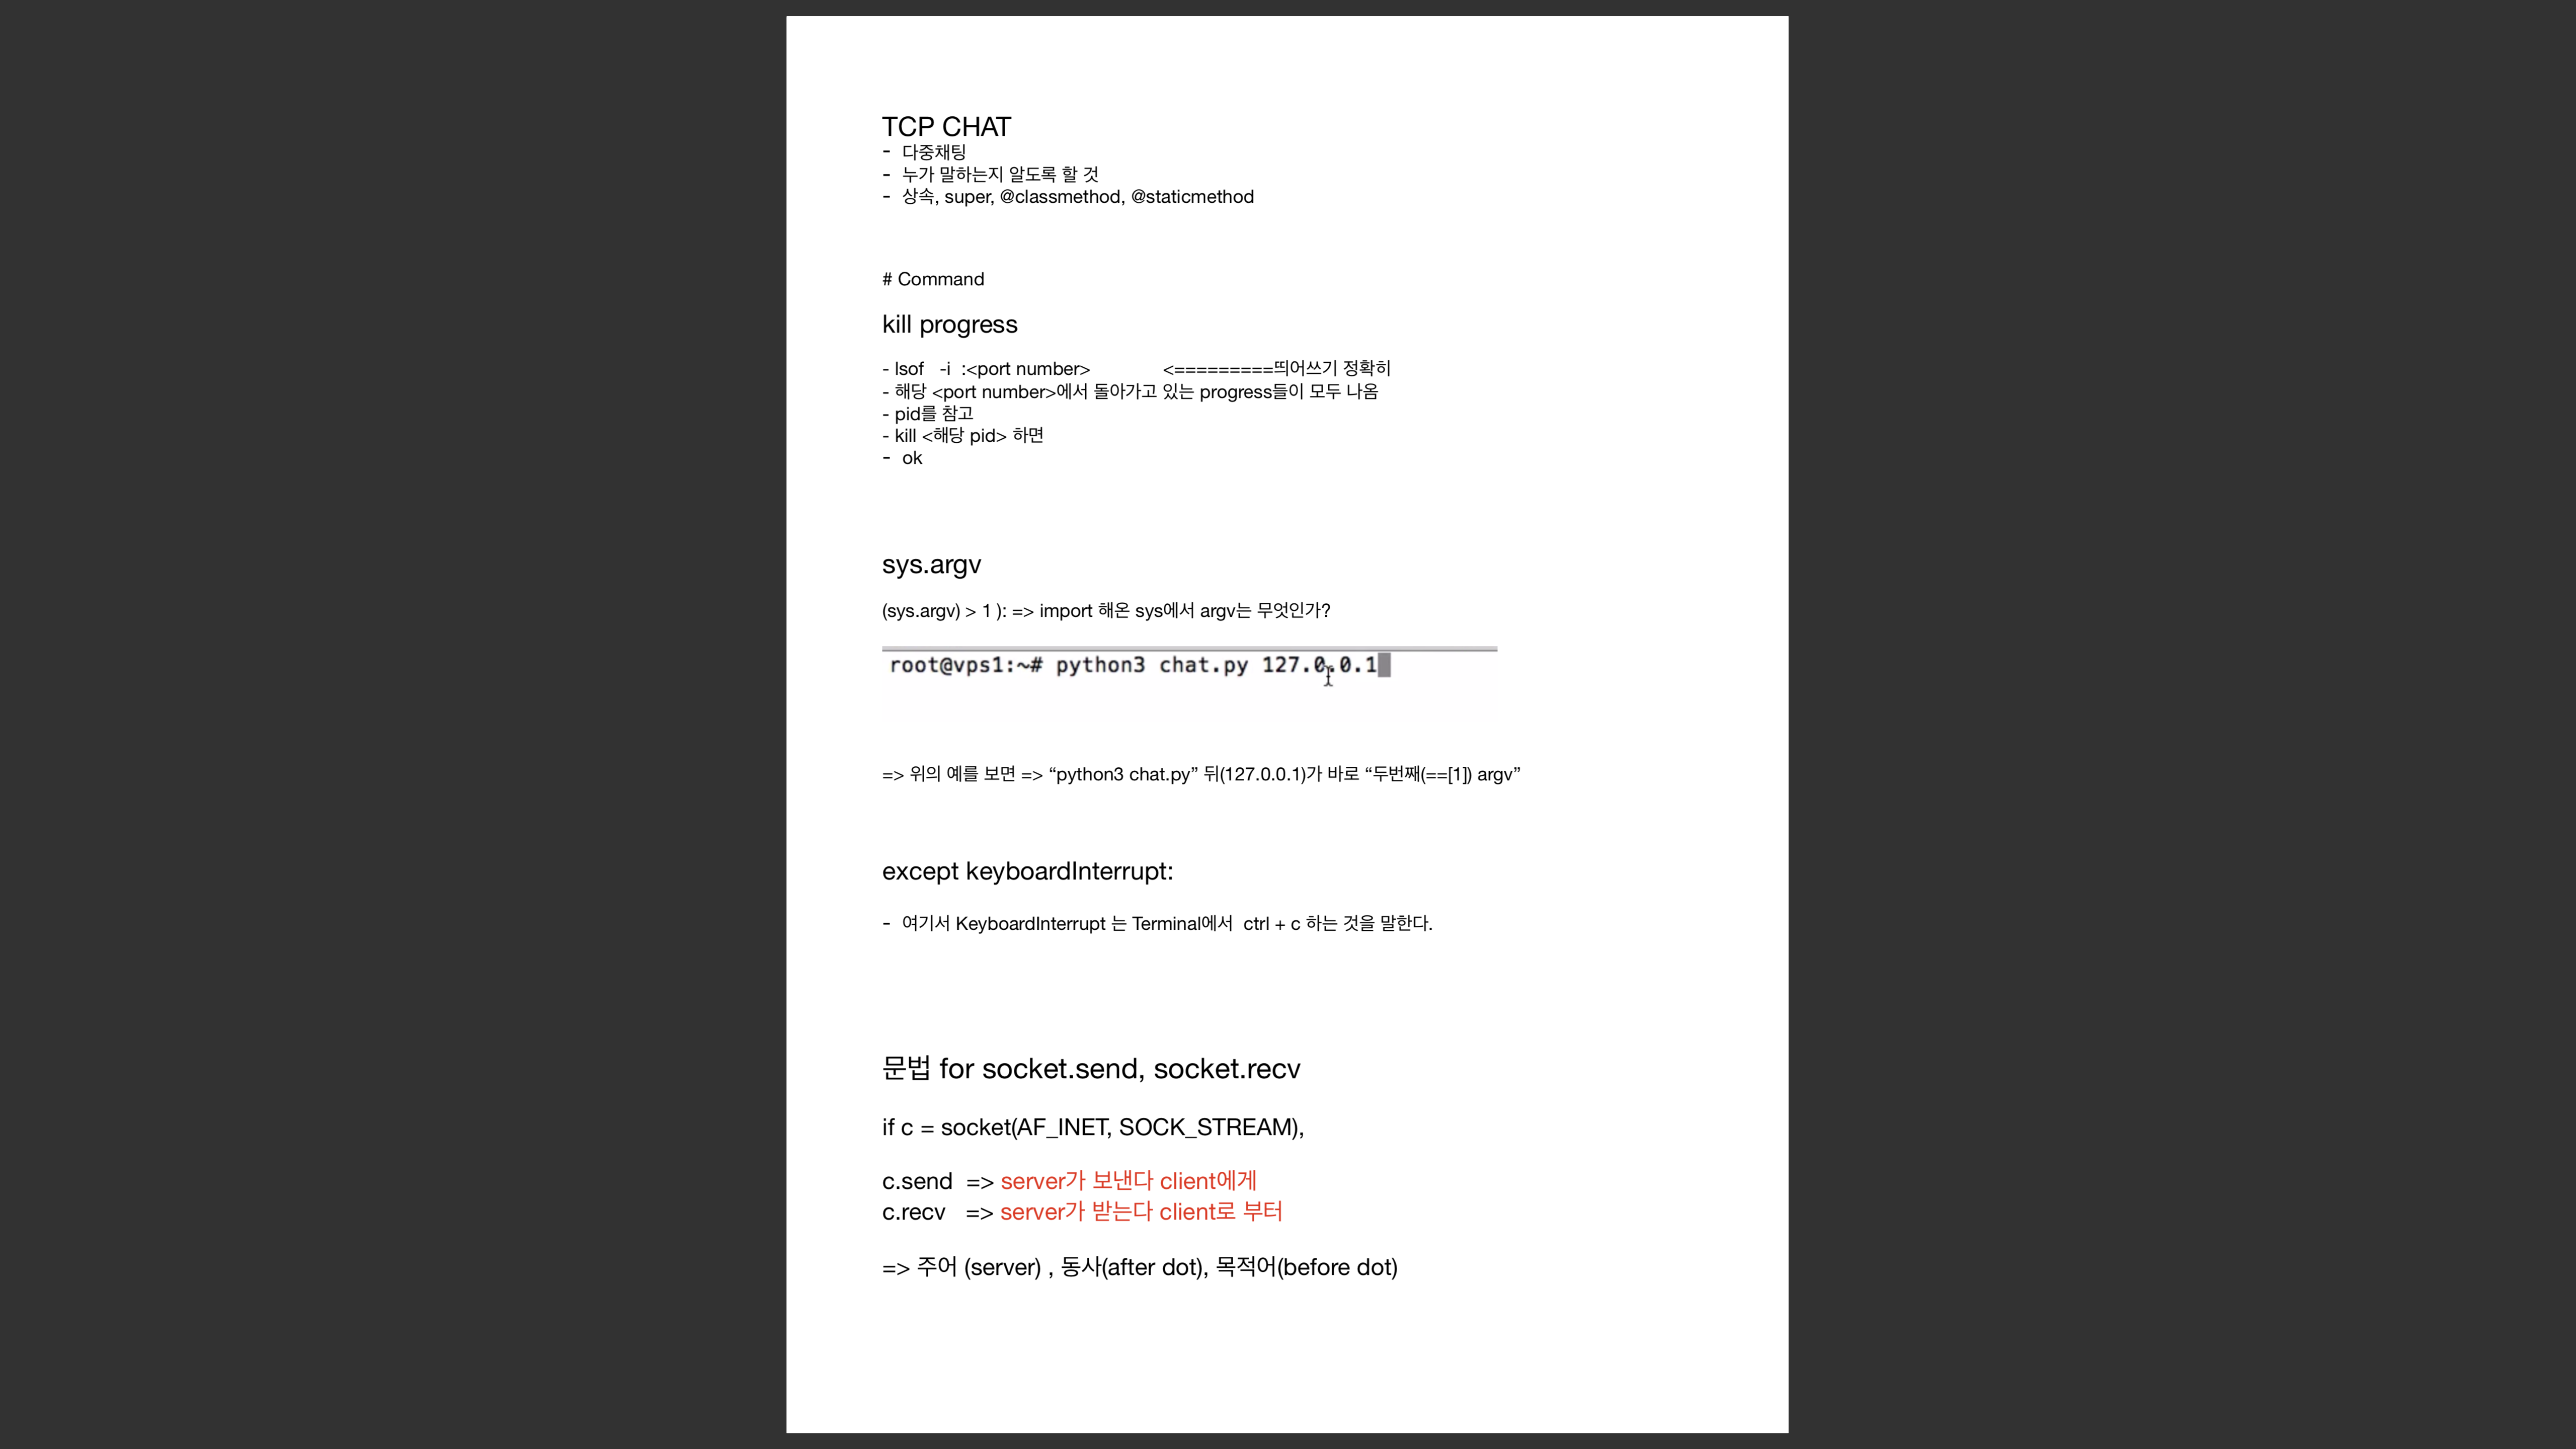 TCP CHAT
- 다중채팅
- 누가 말하는지 알도록 할 것
- 상속, super, @classmethod, @staticmethod
# Command
kill progress
- lsof -i :<port number> <=========띄어쓰기 정확히
- 해당 <port number>에서 돌아가고 있는 progress들이 모두 나옴
- pid를 참고
- kill <해당 pid> 하면
- ok
sys.argv
(sys.argv) > 1 ): => import 해온 sys에서 argv는 무엇인가?
root@vps1:~# python3 chat.py 127.0.0.1
=> 위의 예를 보면 => “python3 chat.py” 뒤(127.0.0.1)가 바로 “두번째(==[1]) argv”
except keyboardInterrupt:
- 여기서 KeyboardInterrupt 는 Terminal에서 ctrl + c 하는 것을 말한다.
문법 for socket.send, socket.recv
if c = socket(AF_INET, SOCK_STREAM),
c.send => server가 보낸다 client에게
c.recv => server가 받는다 client로 부터
=> 주어 (server) , 동사(after dot), 목적어(before dot)